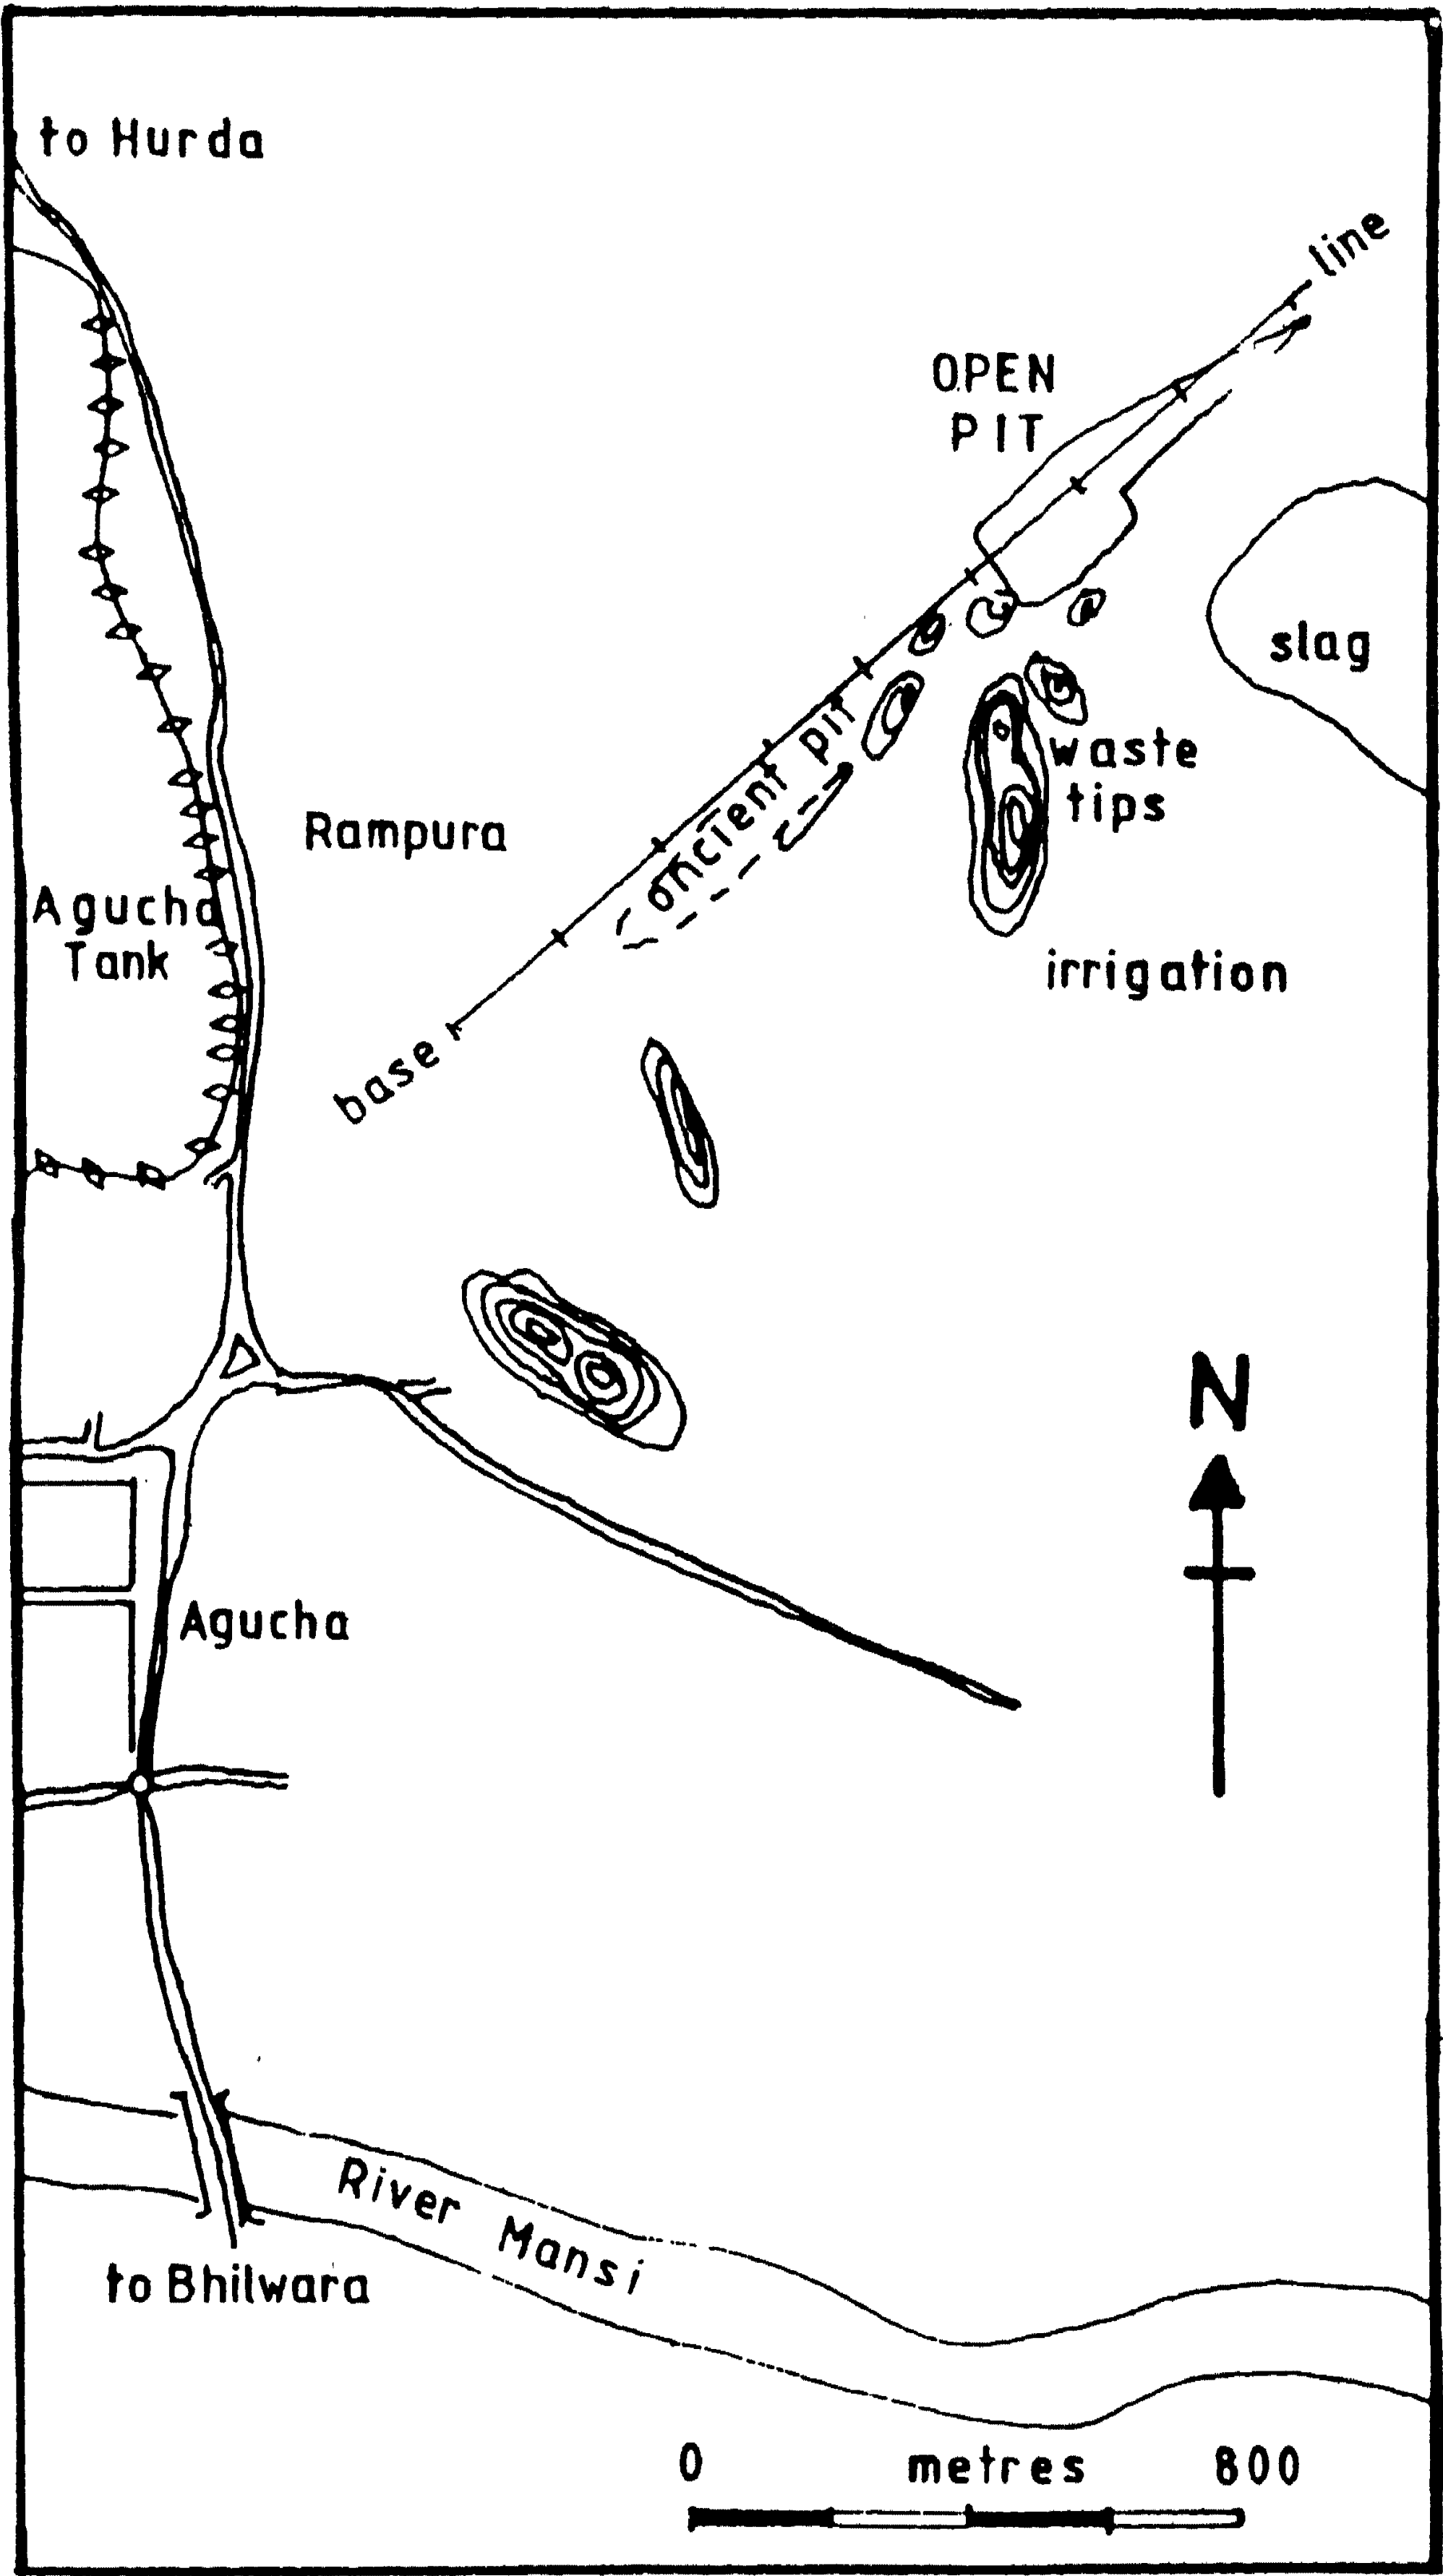 to Hurda
line
OPEN
PIT
slag
ancient pit
waste
tips
Rampura
Agucha
Tank
irrigation
base
N
Agucha
River Mansi
to Bhilwara
0 metres 800